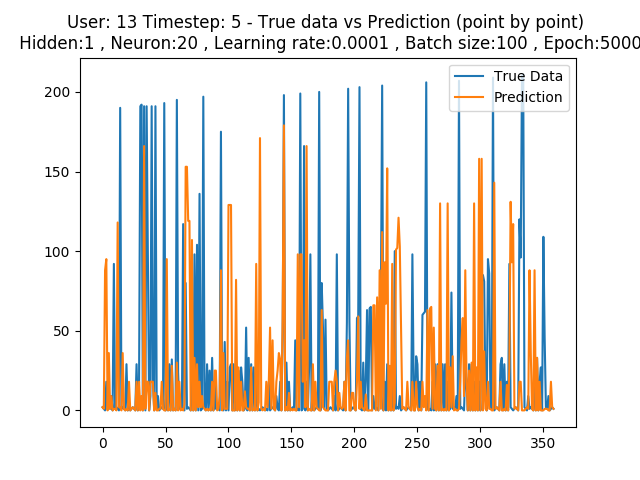 User: 13 Timestep: 5 - True data vs Prediction (point by point)
Hidden:1 , Neuron:20 , Learning rate:0.0001 , Batch size:100 , Epoch:5000
True Data
Prediction
200
150
100
50
0
0 50 100 150 200 250 300 350